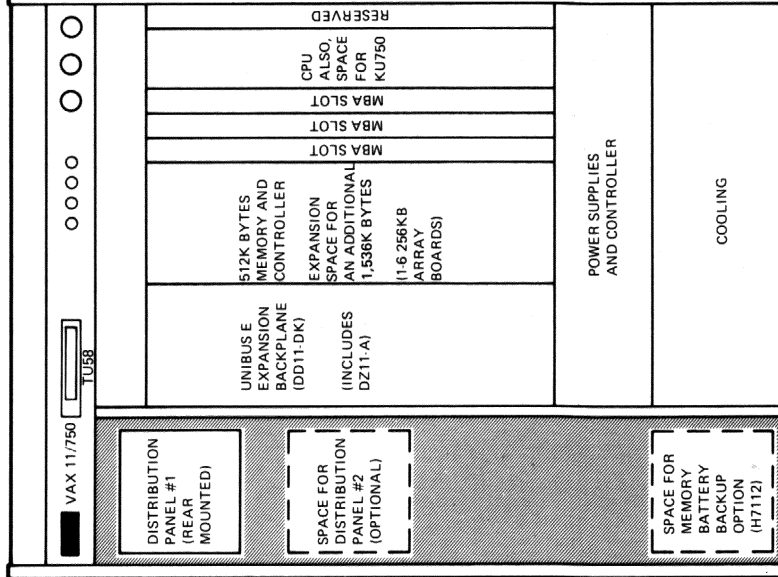 VAX 11/750
TU58
DISTRIBUTION
PANEL #1
(REAR
MOUNTED)
SPACE FOR
DISTRIBUTION
PANEL #2
(OPTIONAL)
SPACE FOR
MEMORY
BATTERY
BACKUP
OPTION
(H7112)
UNIBUS E
EXPANSION
BACKPLANE
(DD11-DK)
(INCLUDES
DZ11-A)
512K BYTES
MEMORY AND
CONTROLLER
EXPANSION
SPACE FOR
AN ADDITIONAL
1,536K BYTES
(1-6 256KB
ARRAY
BOARDS)
MBA SLOT
MBA SLOT
MBA SLOT
CPU
ALSO,
SPACE
FOR
KU750
RESERVED
POWER SUPPLIES
AND CONTROLLER
COOLING